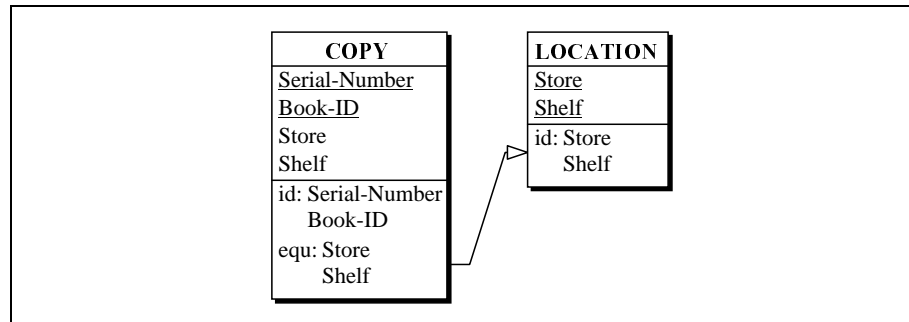 COPY
Serial-Number
Book-ID
Store
Shelf
id: Serial-Number
Book-ID
equ: Store
Shelf
LOCATION
Store
Shelf
id: Store
Shelf